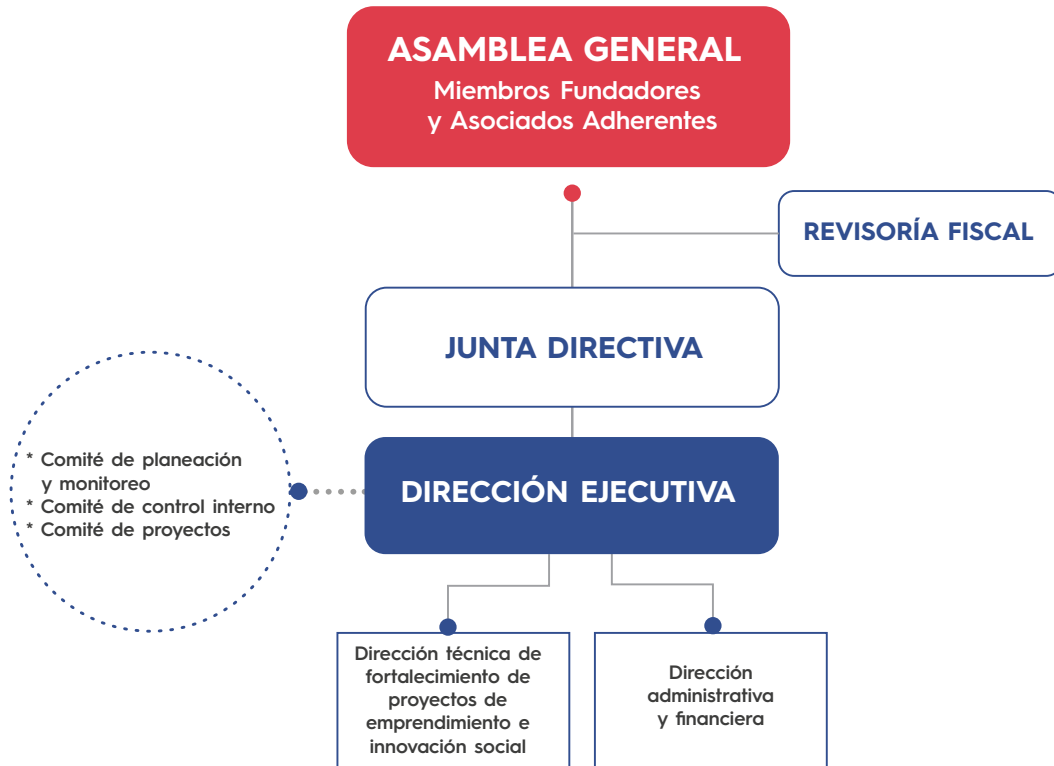 ASAMBLEA GENERAL
Miembros Fundadores
y Asociados Adherentes
REVISORÍA FISCAL
JUNTA DIRECTIVA
* Comité de planeación
y monitoreo
* Comité de control interno
* Comité de proyectos
DIRECCIÓN EJECUTIVA
Dirección técnica de
fortalecimiento de
proyectos de
emprendimiento e
innovación social
Dirección
administrativa
y financiera